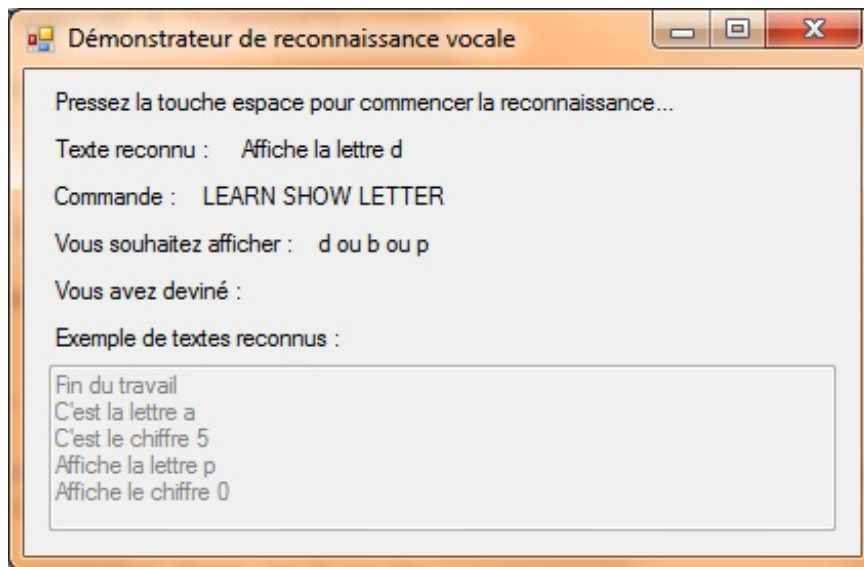 Démonstrateur de reconnaissance vocale
Pressez la touche espace pour commencer la reconnaissance...
Texte reconnu : Affiche la lettre d
Commande : LEARN SHOW LETTER
Vous souhaitez afficher : d ou b ou p
Vous avez deviné :
Exemple de textes reconnus :
Fin du travail
C'est la lettre a
C'est le chiffre 5
Affiche la lettre p
Affiche le chiffre 0